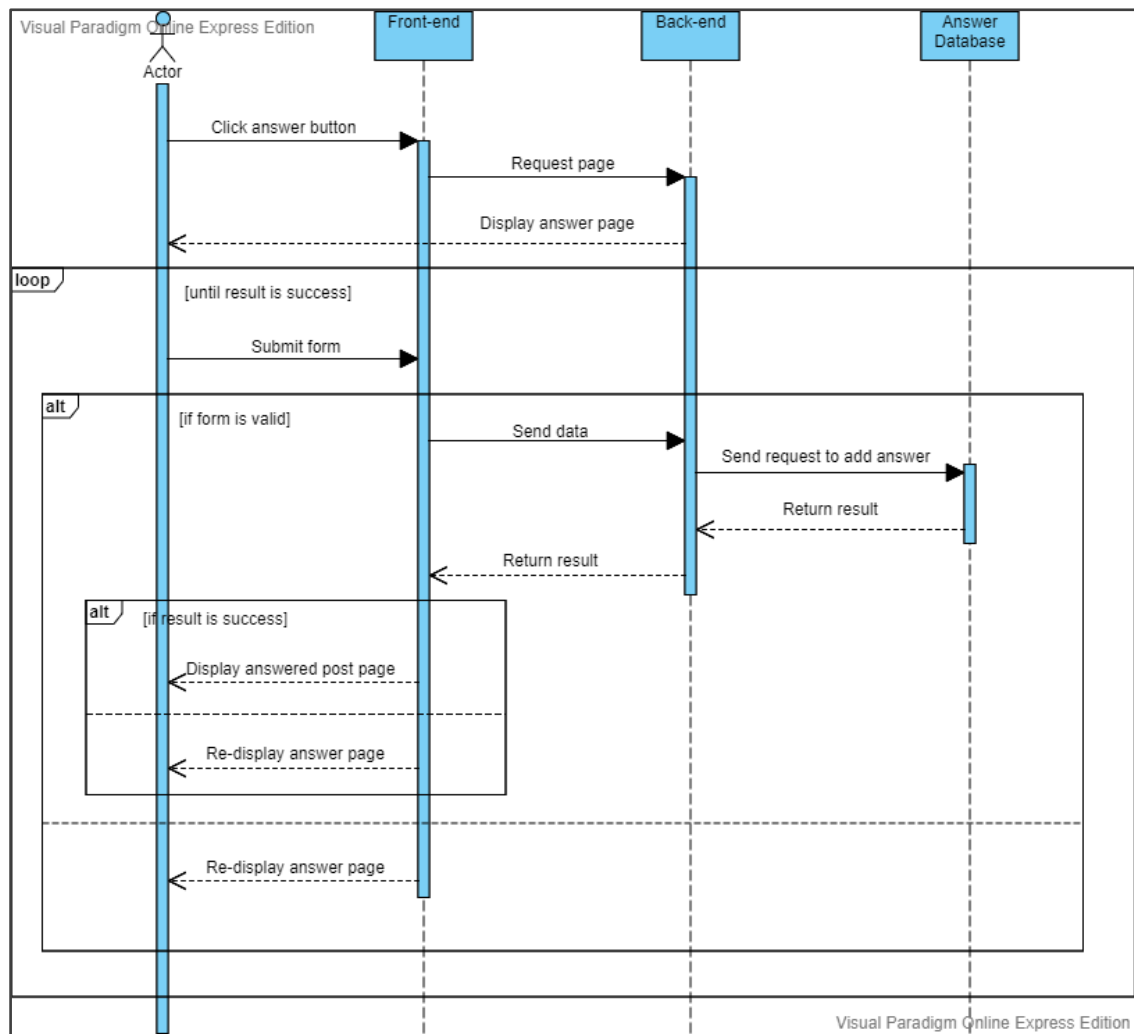 Visual Paradigm Online Express Edition
Actor
Front-end
Back-end
Answer
Database
Click answer button
Request page
Display answer page
loop
[until result is success]
Submit form
alt
[if form is valid]
Send data
Send request to add answer
Return result
Return result
alt
[if result is success]
Display answered post page
Re-display answer page
Re-display answer page
Visual Paradigm Online Express Edition